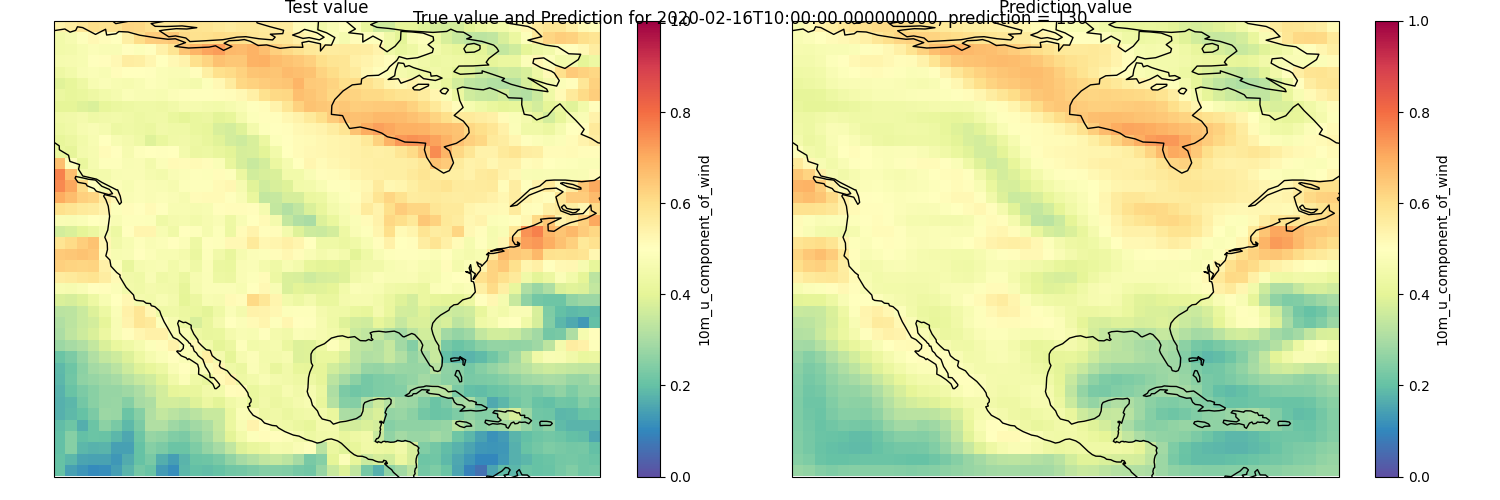 Test value
Prediction value
True value and Prediction for 2020-02-16T10:00:00.000000000, prediction = 130
1.0
0.8
0.6
0.4
0.2
0.0
10m_u_component_of_wind
1.0
0.8
0.6
0.4
0.2
0.0
10m_u_component_of_wind